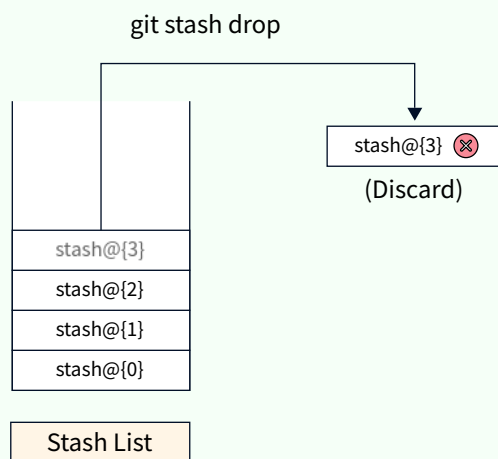 git stash drop
stash@{3}
(Discard)
stash@{3}
stash@{2}
stash@{1}
stash@{0}
Stash List